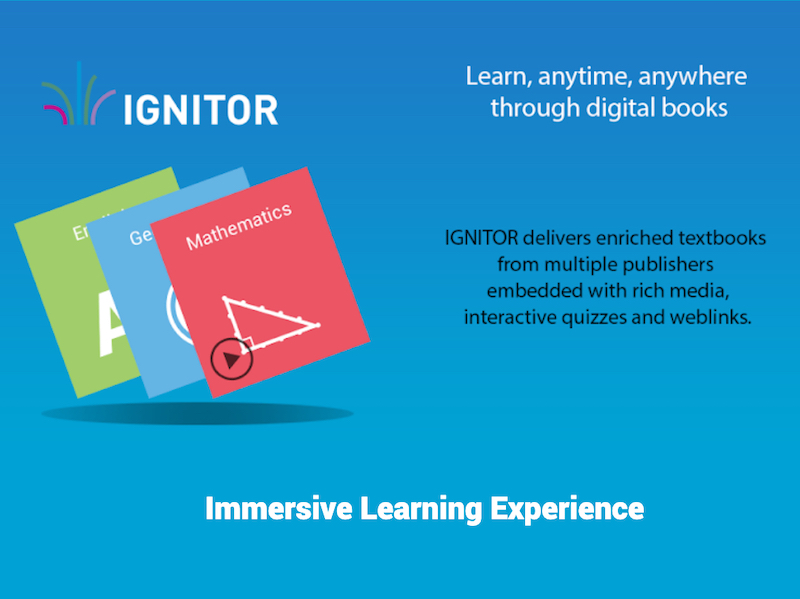 IGNITOR
Learn, anytime, anywhere
through digital books
Mathematics
A
IGNITOR delivers enriched textbooks
from multiple publishers
embedded with rich media,
interactive quizzes and weblinks.
Immersive Learning Experience